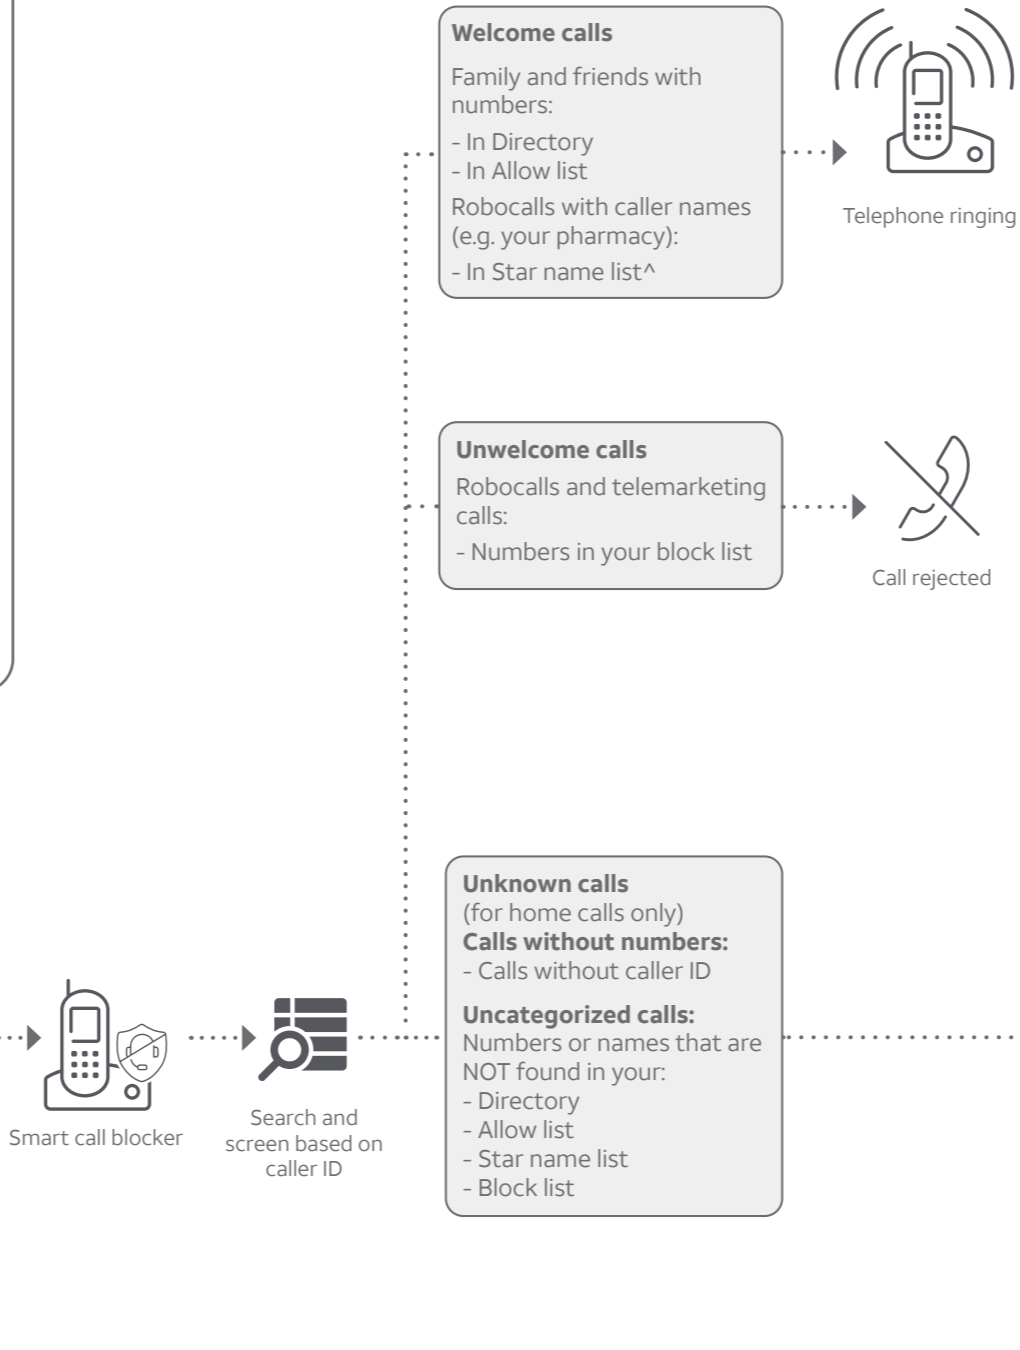 Welcome calls
Family and friends with
numbers:
- In Directory
- In Allow list
Robocalls with caller names
(e.g. your pharmacy):
- In Star name list^
Telephone ringing
Unwelcome calls
Robocalls and telemarketing
calls:
- Numbers in your block list
Call rejected
Smart call blocker
Search and
screen based on
caller ID
Unknown calls
(for home calls only)
Calls without numbers:
- Calls without caller ID
Uncategorized calls:
Numbers or names that are
NOT found in your:
- Directory
- Allow list
- Star name list
- Block list